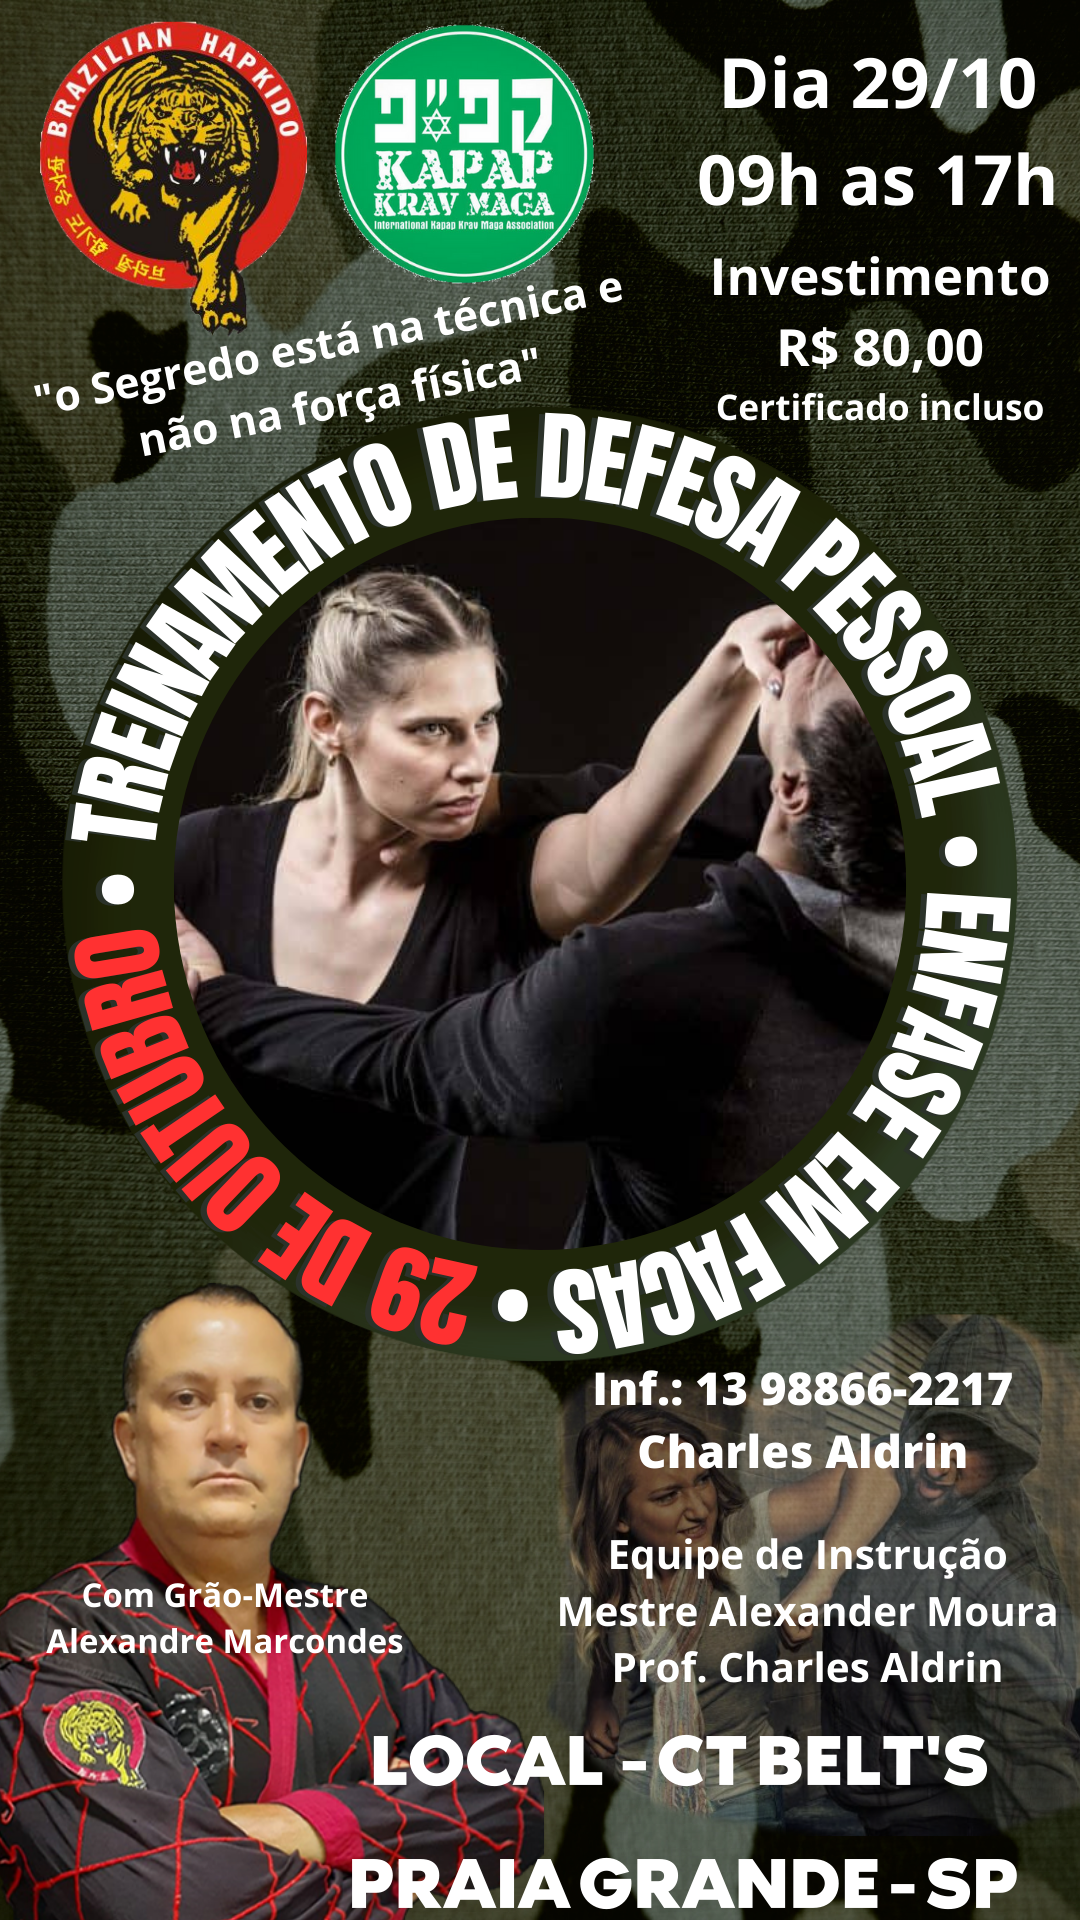 BRAZILIAN HAPKIDO
קפ״פ
KAPAP
KRAV MAGA
International Kapap Krav Maga Association
Dia 29/10
09h as 17h
Investimento
R$ 80,00
Certificado incluso
"o Segredo está na técnica e
não na força física"
TREINAMENTO DE DEFESA PESSOAL • ENFASE EM FACAS • 29 DE OUTUBRO •
Inf.: 13 98866-2217
Charles Aldrin
Equipe de Instrução
Mestre Alexander Moura
Prof. Charles Aldrin
Com Grão-Mestre
Alexandre Marcondes
LOCAL - CT BELT'S
PRAIA GRANDE - SP